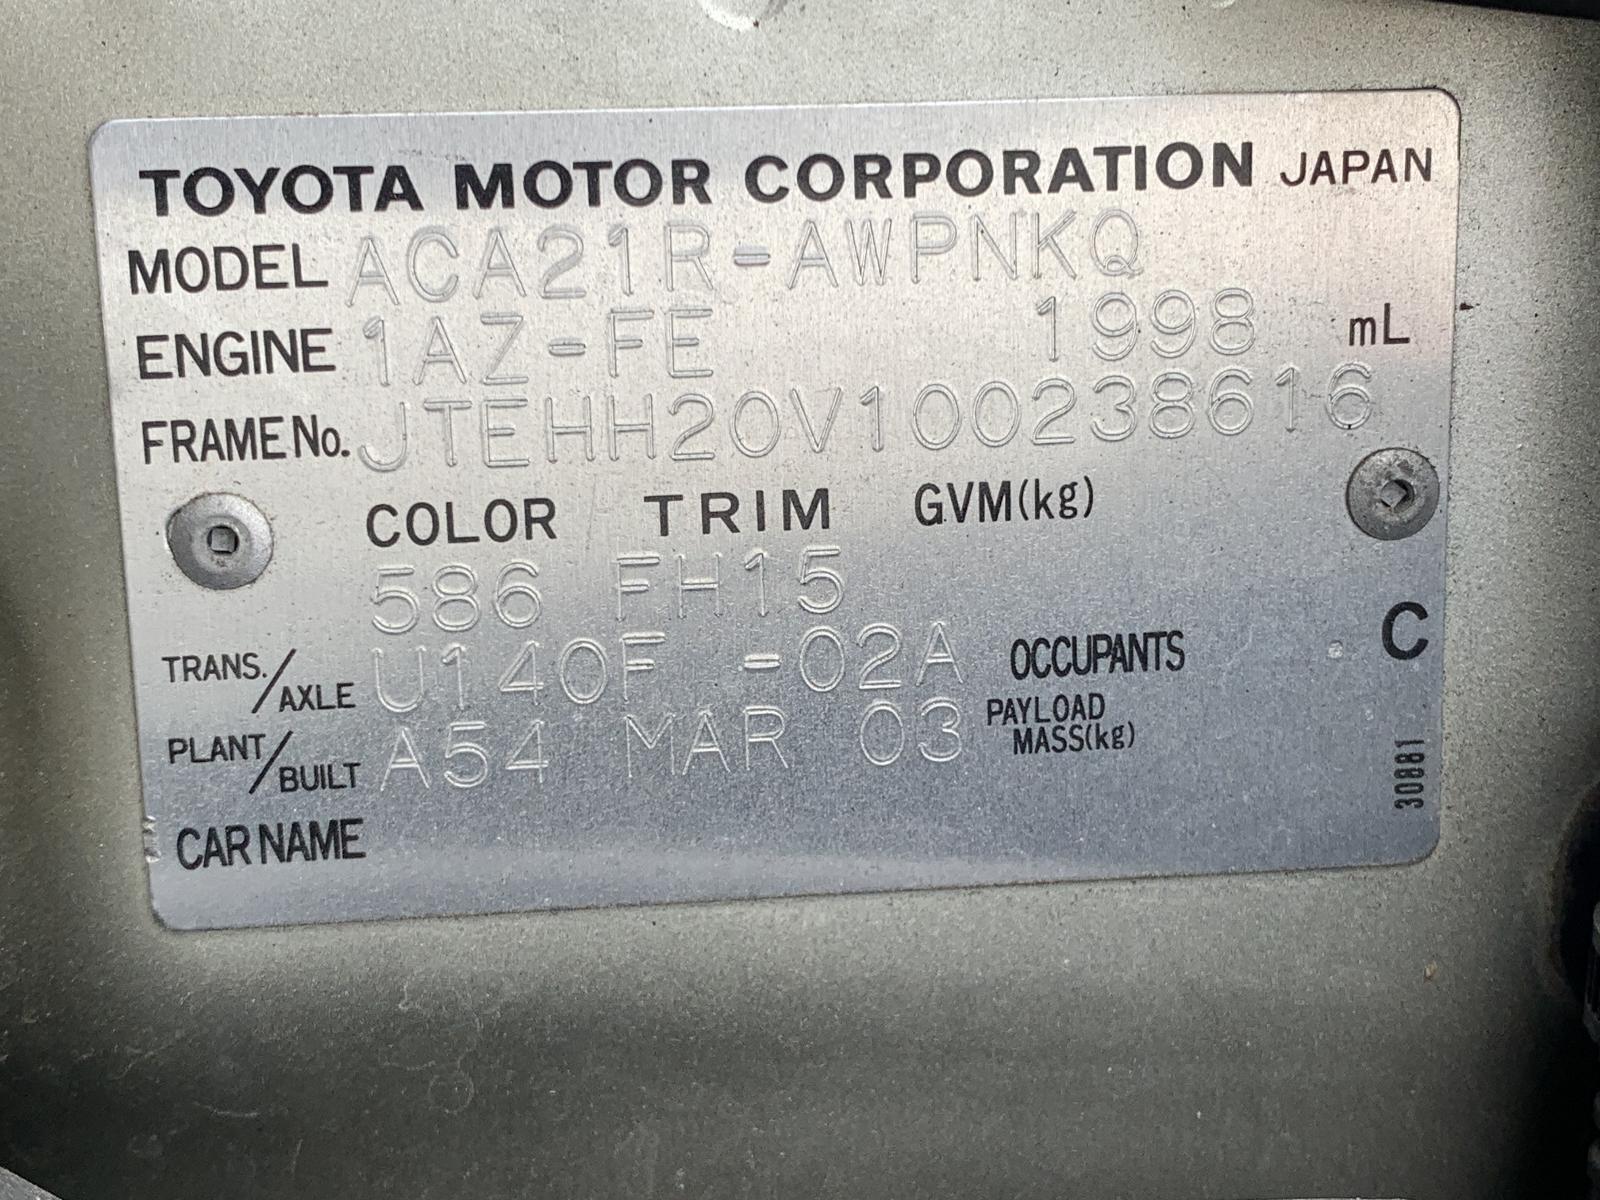 TOYOTA MOTOR CORPORATION JAPAN
MODEL ACA21R-AWPNKQ
ENGINE 1AZ-FE 1998 mL
FRAME No. JTEHH20V100238616
COLOR TRIM GVM(kg)
586 FH15
C
TRANS./AXLE U140F -02A OCCUPANTS
PLANT/BUILT A54 MAR 03 PAYLOAD MASS(kg)
CAR NAME
30881